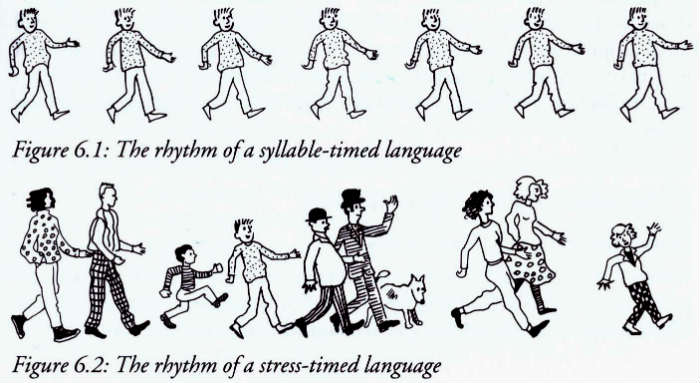 Figure 6.1: The rhythm of a syllable-timed language
Figure 6.2: The rhythm of a stress-timed language